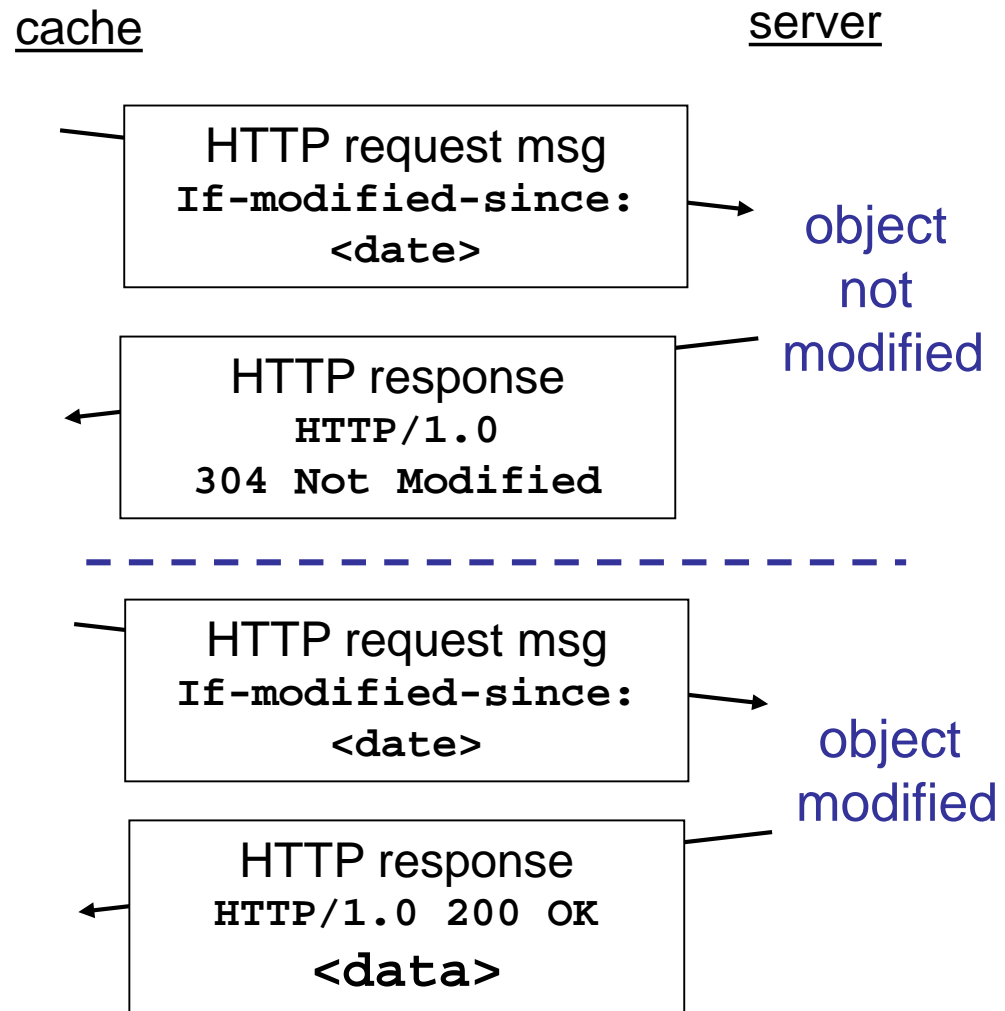 cache
server
HTTP request msg
If-modified-since:
<date>
object
not
modified
HTTP response
HTTP/1.0
304 Not Modified
HTTP request msg
If-modified-since:
<date>
object
modified
HTTP response
HTTP/1.0 200 OK
<data>